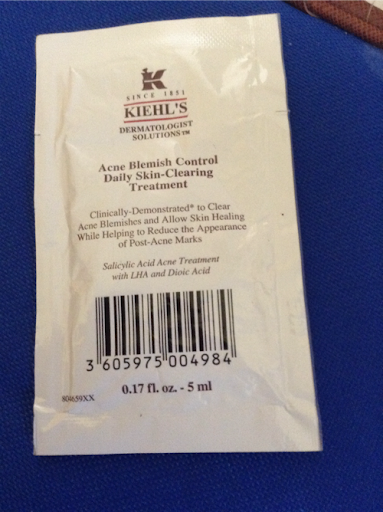 K
SINCE 1851
KIEHL'S
DERMATOLOGIST
SOLUTIONS™
Acne Blemish Control
Daily Skin-Clearing
Treatment
Clinically-Demonstrated* to Clear
Acne Blemishes and Allow Skin Healing
While Helping to Reduce the Appearance
of Post-Acne Marks
Salicylic Acid Acne Treatment
with LHA and Dioic Acid
3 605975 004984
0.17 fl. oz. - 5 ml
804659XX